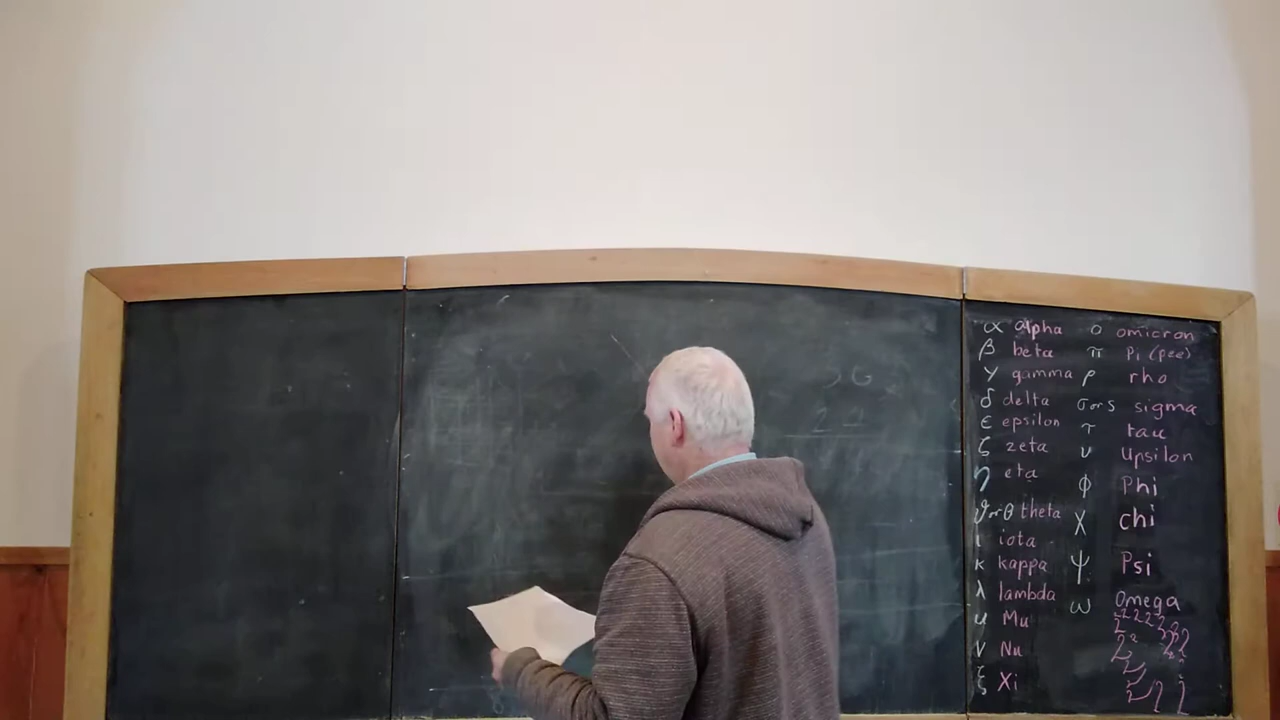 α alpha ο omicron
β beta π Pi (pee)
γ gamma ρ rho
δ delta σ or ς sigma
ε epsilon τ tau
ζ zeta υ upsilon
η eta φ Phi
ϑ or θ theta χ chi
ι iota ψ Psi
κ kappa ω Omega
λ lambda
μ Mu
ν Nu
ξ Xi